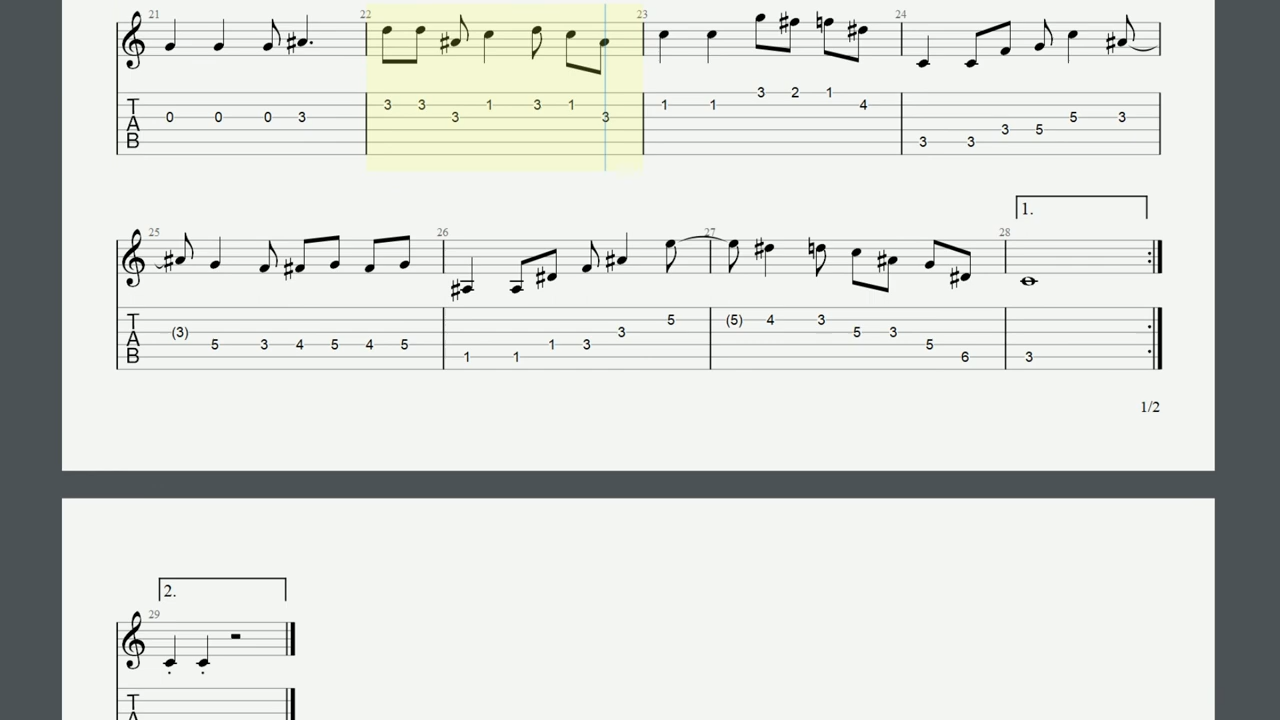 21 22 23 24
3 2 1
T 3 3 1 3 1 1 1 4
A 0 0 0 3 3 3 5 3
3 5
B 3 3
1.
25 26 27 28
T 5 (5) 4 3
(3) 3 5 3
A 5 3 4 5 4 5 1 3 5
B 1 1 6 3
1/2
2.
29
T